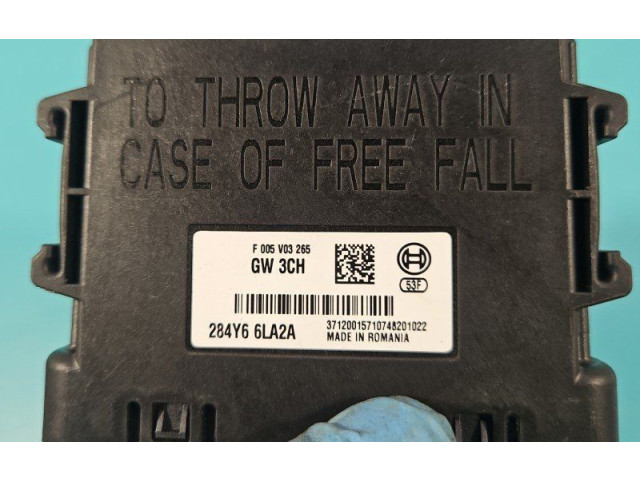 TO THROW AWAY IN
CASE OF FREE FALL
F 005 V03 265
GW 3CH
53F
284Y6 6LA2A
37120015710748201022
MADE IN ROMANIA